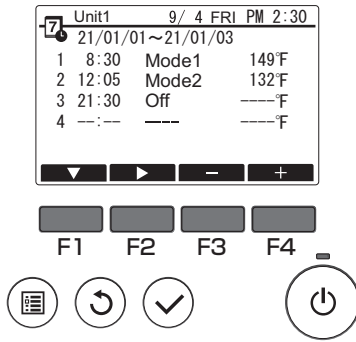 7 Unit1 9/ 4 FRI PM 2:30
21/01/01～21/01/03
1 8:30 Mode1 149°F
2 12:05 Mode2 132°F
3 21:30 Off ----°F
4 --:-- ---- ----°F
▼ ▶ − +
F1 F2 F3 F4